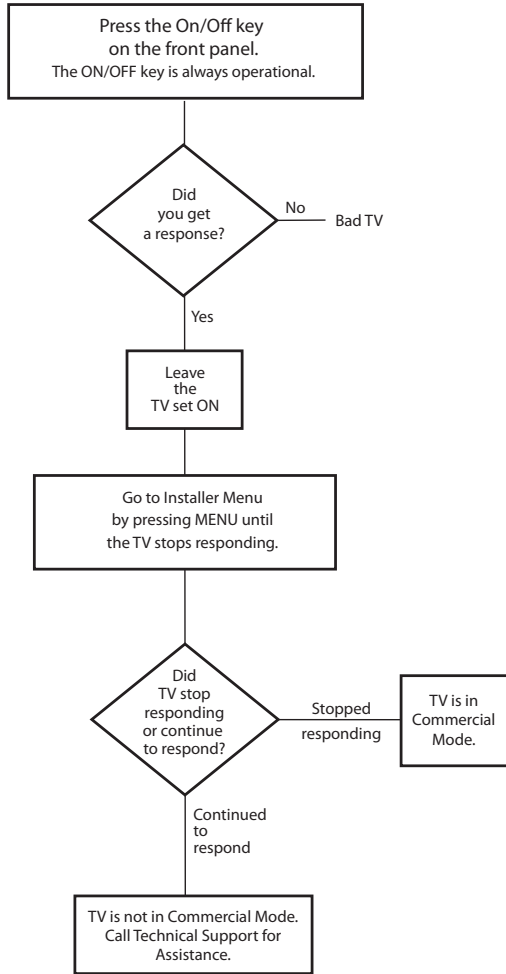 Press the On/Off key
on the front panel.
The ON/OFF key is always operational.
Did
you get
a response?
No
Bad TV
Yes
Leave
the
TV set ON
Go to Installer Menu
by pressing MENU until
the TV stops responding.
Did
TV stop
responding
or continue
to respond?
Stopped
responding
TV is in
Commercial
Mode.
Continued
to
respond
TV is not in Commercial Mode.
Call Technical Support for
Assistance.